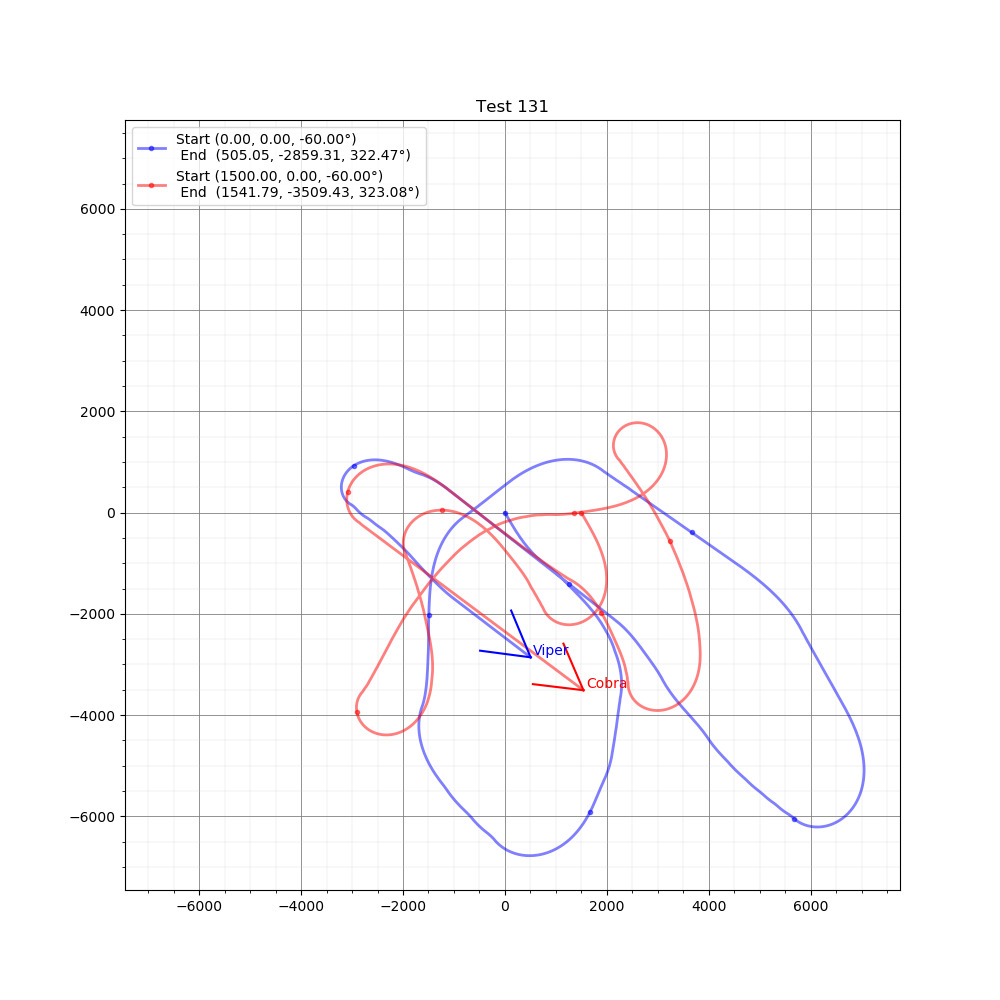 Test 131
Start (0.00, 0.00, -60.00°)
End (505.05, -2859.31, 322.47°)
Start (1500.00, 0.00, -60.00°)
End (1541.79, -3509.43, 323.08°)
6000
4000
2000
0
−2000
−4000
−6000
Viper
Cobra
−6000 −4000 −2000 0 2000 4000 6000